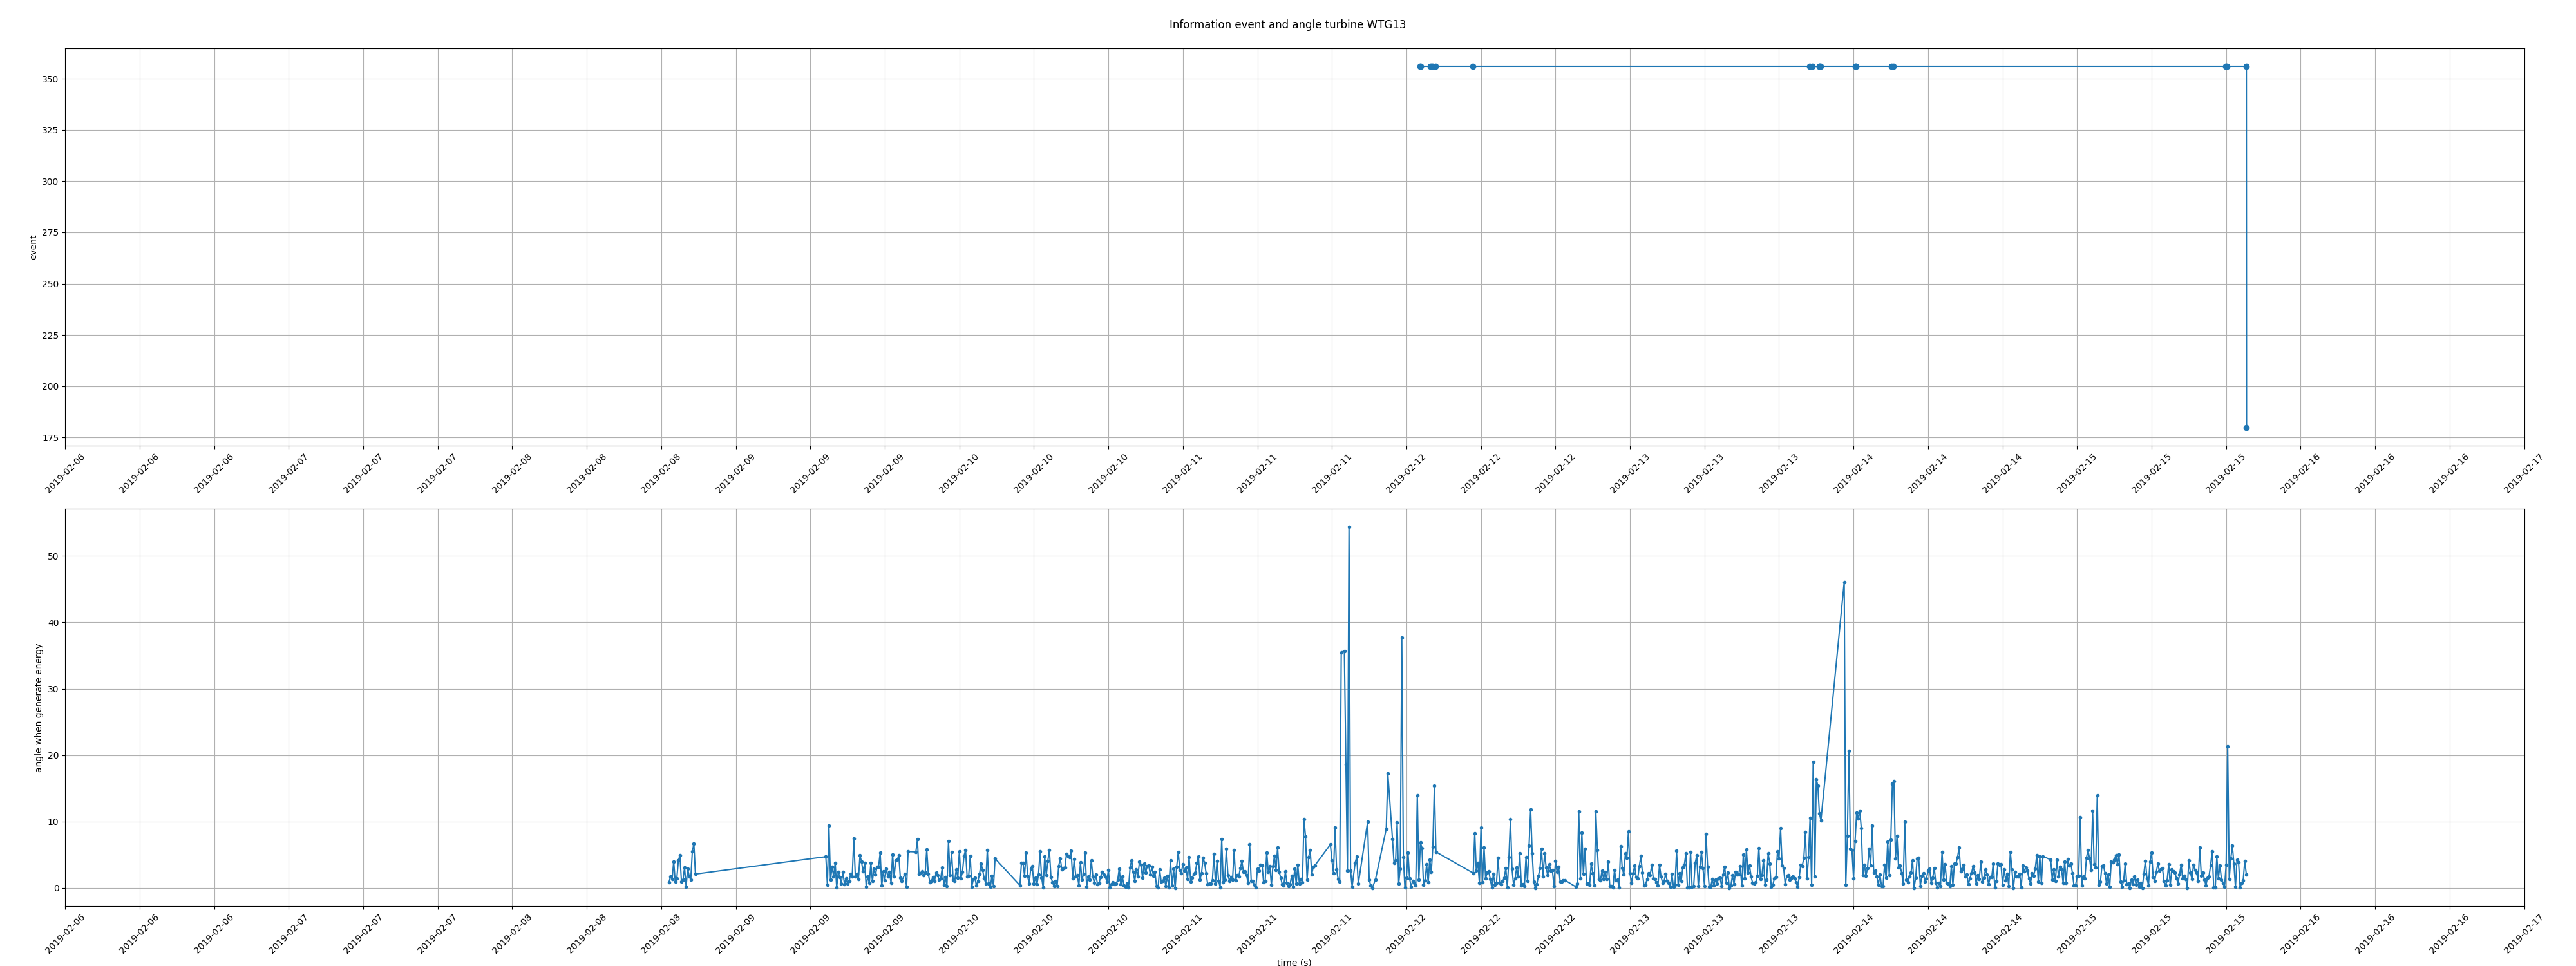 Information event and angle turbine WTG13
350
325
300
275
250
225
200
175
event
2019-02-06 2019-02-06 2019-02-06 2019-02-07 2019-02-07 2019-02-07 2019-02-08 2019-02-08 2019-02-08 2019-02-09 2019-02-09 2019-02-09 2019-02-10 2019-02-10 2019-02-10 2019-02-11 2019-02-11 2019-02-11 2019-02-12 2019-02-12 2019-02-12 2019-02-13 2019-02-13 2019-02-13 2019-02-14 2019-02-14 2019-02-14 2019-02-15 2019-02-15 2019-02-15 2019-02-16 2019-02-16 2019-02-16 2019-02-17
50
40
30
20
10
0
angle when generate energy
2019-02-06 2019-02-06 2019-02-06 2019-02-07 2019-02-07 2019-02-07 2019-02-08 2019-02-08 2019-02-08 2019-02-09 2019-02-09 2019-02-09 2019-02-10 2019-02-10 2019-02-10 2019-02-11 2019-02-11 2019-02-11 2019-02-12 2019-02-12 2019-02-12 2019-02-13 2019-02-13 2019-02-13 2019-02-14 2019-02-14 2019-02-14 2019-02-15 2019-02-15 2019-02-15 2019-02-16 2019-02-16 2019-02-16 2019-02-17
time (s)